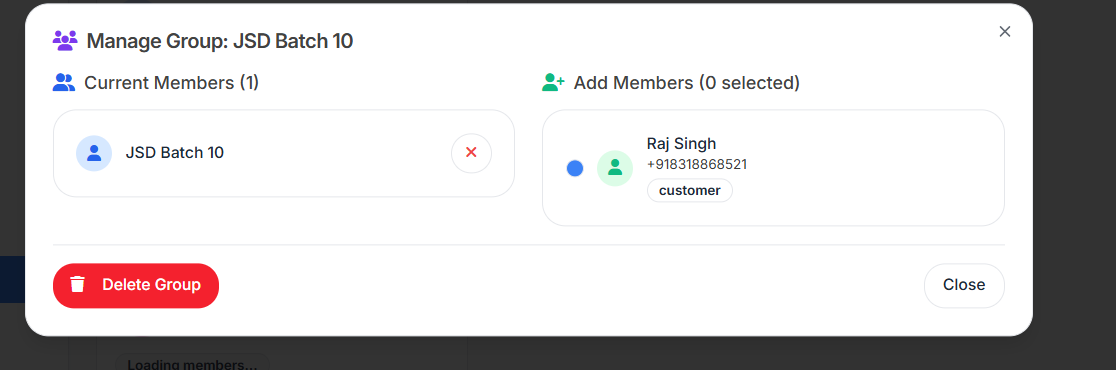 Manage Group: JSD Batch 10
Current Members (1)
JSD Batch 10
Add Members (0 selected)
Raj Singh
+918318868521
customer
Delete Group
Close
Loading members...